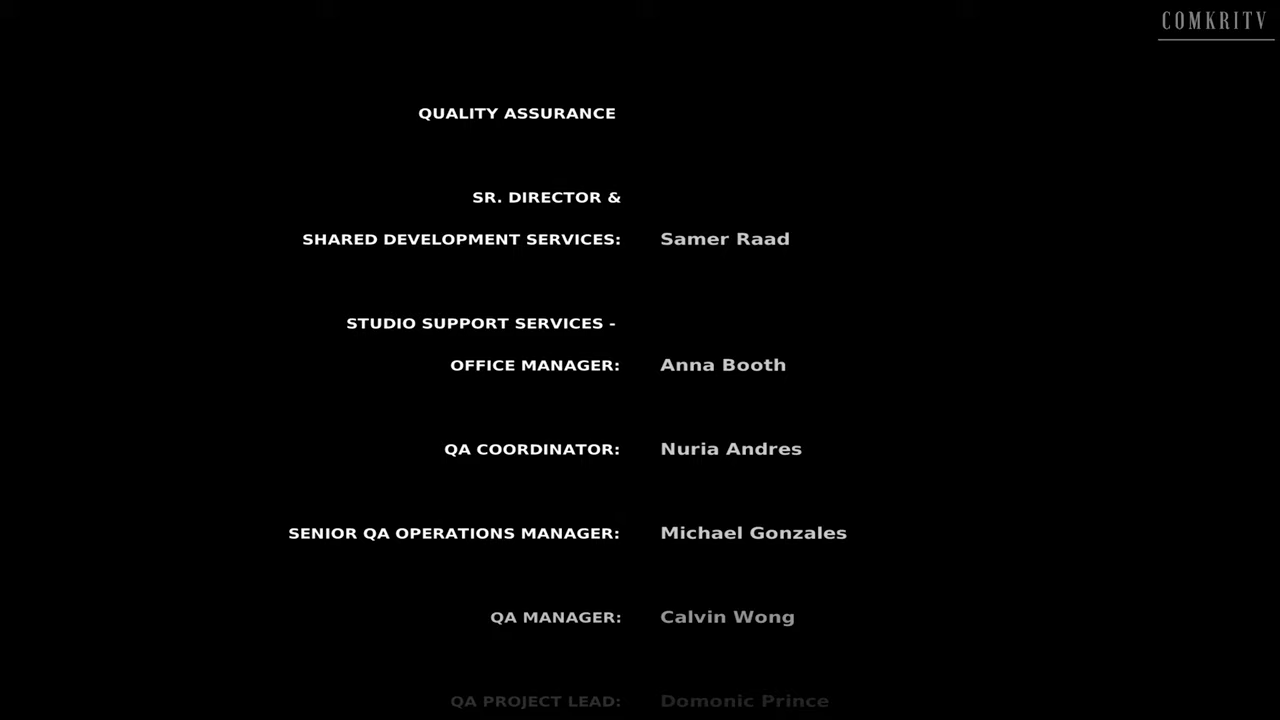 COMKRITV
QUALITY ASSURANCE
SR. DIRECTOR &
SHARED DEVELOPMENT SERVICES: Samer Raad
STUDIO SUPPORT SERVICES -
OFFICE MANAGER: Anna Booth
QA COORDINATOR: Nuria Andres
SENIOR QA OPERATIONS MANAGER: Michael Gonzales
QA MANAGER: Calvin Wong
QA PROJECT LEAD: Domonic Prince